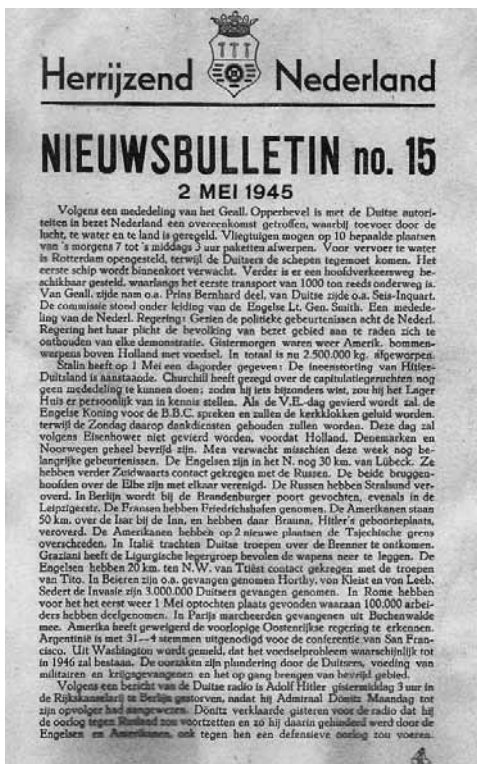 TTT
Herrijzend Nederland
NIEUWSBULLETIN no. 15
2 MEI 1945
Volgens een mededeling van het Geall. Opperbevel is met de Duitse autori-
teiten in bezet Nederland een overeenkomst getroffen, waarbij toevoer door de
lucht, te water en te land is geregeld. Vliegtuigen mogen op 10 bepaalde plaatsen
van 's morgens 7 tot 's middags 3 uur paketten afwerpen. Voor vervoer te water
is Rotterdam opengesteld, terwijl de Duitsers de schepen tegemoet komen. Het
eerste schip wordt binnenkort verwacht. Verder is er een hoofdverkeersweg be-
schikbaar gesteld, waarlangs het eerste transport van 1000 ton reeds onderweg is.
Van Geall. zijde nam o.a. Prins Bernhard deel, van Duitse zijde o.a. Seis-Inquart.
De commissie stond onder leiding van de Engelse Lt. Gen. Smith. Een medede-
ling van de Nederl. Regering: Gezien de politieke gebeurtenissen acht de Nederl.
Regering het haar plicht de bevolking van bezet gebied aan te raden zich te
onthouden van elke demonstratie. Gistermorgen waren weer Amerik. bommen-
werpens boven Holland met voedsel. In totaal is nu 2.500.000 kg. afgeworpen.
Stalin heeft op 1 Mei een dagorder gegeven: De ineenstorting van Hitler-
Duitsland is aanstaande. Churchill heeft gezegd over de capitulatiegeruchten nog
geen mededeling te kunnen doen; zodra hij iets bijzonders wist, zou hij het Lager
Huis er persoonlijk van in kennis stellen. Als de V.E.-dag gevierd wordt zal de
Engelse Koning voor de B.B.C. spreken en zullen de kerkklokken geluid worden.
terwijl de Zondag daarop dankdiensten gehouden zullen worden. Deze dag zal
volgens Eisenhower niet gevierd worden, voordat Holland, Denemarken en
Noorwegen geheel bevrijd zijn. Men verwacht misschien deze week nog be-
langrijke gebeurtenissen. De Engelsen zijn in het N. nog 30 km. van Lübeck. Ze
hebben verder Zuidwaarts contact gekregen met de Russen. De beide bruggen-
hoofden over de Elbe zijn met elkaar verenigd. De Russen hebben Stralsund ver-
overd. In Berlijn wordt bij de Brandenburger poort gevochten, evenals in de
Leipzigerstr. De Fransen hebben Friedrichshafen genomen. De Amerikanen staan
50 km. over de Isar bij de Inn, en hebben daar Brauna, Hitler's geboorteplaats,
veroverd. De Amerikanen hebben op 2 nieuwe plaatsen de Tsjechische grens
overschreden. In Italië trachten Duitse troepen over de Brenner te ontkomen.
Graziani heeft de Ligurgische legergroep bevolen de wapens neer te leggen. De
Engelsen hebben 20 km. ten N.W. van Triëst contact gekregen met de troepen
van Tito. In Beieren zijn o.a. gevangen genomen Horthy, von Kleist en von Leeb.
Sedert de Invasie zijn 3.000.000 Duitsers gevangen genomen. In Rome hebben
voor het het eerst weer 1 Mei optochten plaats gevonden waaraan 100.000 arbei-
ders hebben deelgenomen. In Parijs marcheerden gevangenen uit Buchenwalde
mee. Amerika heeft geweigerd de voorlopige Oostenrijkse regering te erkennen.
Argentinië is met 31—4 stemmen uitgenodigd voor de conferentie van San Fran-
cisco. Uit Washington wordt gemeld, dat het voedselprobleem waarschijnlijk tot
in 1946 zal bestaan. De oorzaken zijn plundering door de Duitsers, voeding van
militairen en krijgsgevangenen en het op gang brengen van bevrijd gebied.
Volgens een bericht van de Duitse radio is Adolf Hitler gistermiddag 3 uur in
de Rijkskanselarij te Berlijn gestorven, nadat hij Admiraal Dönitz Maandag tot
zijn opvolger had aangewezen. Dönitz verklaarde gisteren voor de radio dat hij
de oorlog tegen Rusland zou voortzetten en zo hij daarin gehinderd werd door de
Engelsen en Amerikanen, ook tegen hen een defensieve oorlog zou voeren.